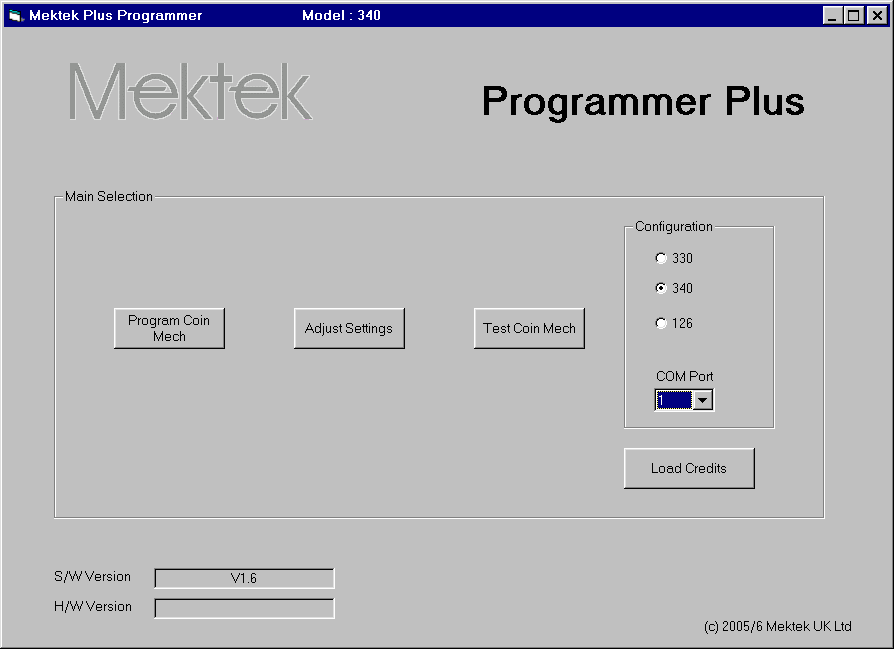 Mektek Plus Programmer Model : 340
Mektek
Programmer Plus
Main Selection
Configuration
330
340
126
Program Coin
Mech
Adjust Settings
Test Coin Mech
COM Port
1
Load Credits
S/W Version V1.6
H/W Version
(c) 2005/6 Mektek UK Ltd